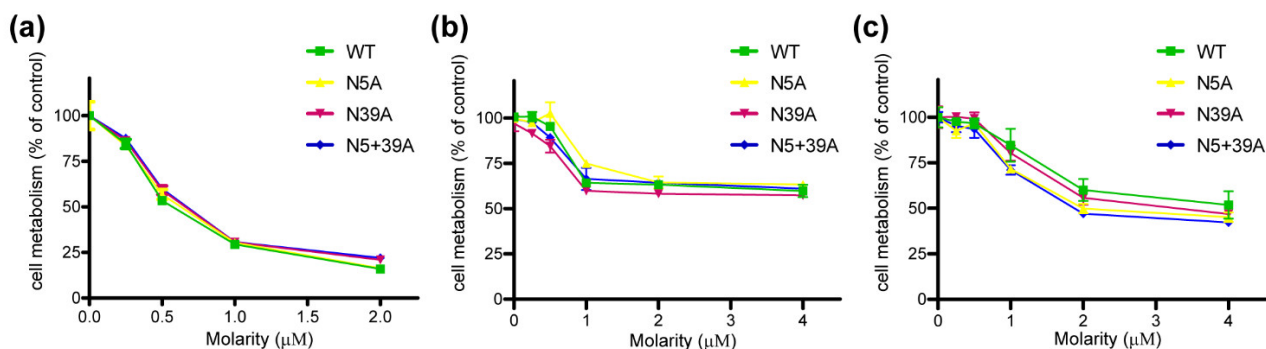 (a)
cell metabolism (% of control)
100
75
50
25
0
0.0 0.5 1.0 1.5 2.0
Molarity (μM)
WT
N5A
N39A
N5+39A
(b)
cell metabolism (% of control)
100
75
50
25
0
0 1 2 3 4
Molarity (μM)
WT
N5A
N39A
N5+39A
(c)
cell metabolism (% of control)
100
75
50
25
0
0 1 2 3 4
Molarity (μM)
WT
N5A
N39A
N5+39A